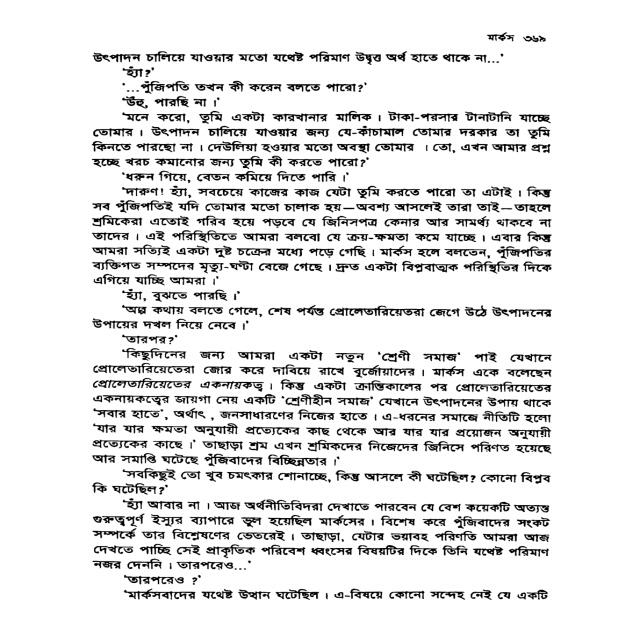 মার্কস ৩৬৯
উৎপাদন চালিয়ে যাওয়ার মতো যথেষ্ট পরিমাণ উদ্বৃত্ত অর্থ হাতে থাকে না...'
'হ্যাঁ?'
'...পুঁজিপতি তখন কী করেন বলতে পারো?'
'উঁহু, পারছি না।'
'মনে করো, তুমি একটা কারখানার মালিক। টাকা-পয়সার টানাটানি যাচ্ছে
তোমার। উৎপাদন চালিয়ে যাওয়ার জন্য যে-কাঁচামাল তোমার দরকার তা তুমি
কিনতে পারছো না। দেউলিয়া হওয়ার মতো অবস্থা তোমার । তো, এখন আমার প্রশ্ন
হচ্ছে খরচ কমানোর জন্য তুমি কী করতে পারো?'
'ধরুন গিয়ে, বেতন কমিয়ে দিতে পারি।'
'দারুণ! হ্যাঁ, সবচেয়ে কাজের কাজ যেটা তুমি করতে পারো তা এটাই। কিন্তু
সব পুঁজিপতিই যদি তোমার মতো চালাক হয়—অবশ্য আসলেই তারা তাই—তাহলে
শ্রমিকেরা এতোই গরিব হয়ে পড়বে যে জিনিসপত্র কেনার আর সামর্থ্য থাকবে না
তাদের। এই পরিস্থিতিতে আমরা বলবো যে ক্রয়-ক্ষমতা কমে যাচ্ছে। এবার কিন্তু
আমরা সত্যিই একটা দুষ্ট চক্রের মধ্যে পড়ে গেছি। মার্কস হলে বলতেন, পুঁজিপতির
ব্যক্তিগত সম্পদের মৃত্যু-ঘণ্টা বেজে গেছে। দ্রুত একটা বিপ্লবাত্মক পরিস্থিতির দিকে
এগিয়ে যাচ্ছি আমরা।'
'হ্যাঁ, বুঝতে পারছি।'
'অল্প কথায় বলতে গেলে, শেষ পর্যন্ত প্রোলেতারিয়েতরা জেগে উঠে উৎপাদনের
উপায়ের দখল নিয়ে নেবে।'
'তারপর?'
'কিছুদিনের জন্য আমরা একটা নতুন 'শ্রেণী সমাজ' পাই যেখানে
প্রোলেতারিয়েতেরা জোর করে দাবিয়ে রাখে বুর্জোয়াদের। মার্কস একে বলেছেন
প্রোলেতারিয়েতের একনায়কত্ব। কিন্তু একটা ক্রান্তিকালের পর প্রোলেতারিয়েতের
একনায়কত্বের জায়গা নেয় একটি 'শ্রেণীহীন সমাজ' যেখানে উৎপাদনের উপায় থাকে
'সবার হাতে', অর্থাৎ , জনসাধারণের নিজের হাতে। এ-ধরনের সমাজে নীতিটি হলো
'যার যার ক্ষমতা অনুযায়ী প্রত্যেকের কাছ থেকে আর যার যার প্রয়োজন অনুযায়ী
প্রত্যেকের কাছে।' তাছাড়া শ্রম এখন শ্রমিকদের নিজেদের জিনিসে পরিণত হয়েছে
আর সমাপ্তি ঘটেছে পুঁজিবাদের বিচ্ছিন্নতার।'
'সবকিছুই তো খুব চমৎকার শোনাচ্ছে, কিন্তু আসলে কী ঘটেছিল? কোনো বিপ্লব
কি ঘটেছিল?'
'হ্যাঁ আবার না। আজ অর্থনীতিবিদরা দেখাতে পারবেন যে বেশ কয়েকটি অত্যন্ত
গুরুত্বপূর্ণ ইস্যুর ব্যাপারে ভুল হয়েছিল মার্কসের। বিশেষ করে পুঁজিবাদের সংকট
সম্পর্কে তার বিশ্লেষণের ভেতরেই। তাছাড়া, যেটার ভয়াবহ পরিণতি আমরা আজ
দেখতে পাচ্ছি সেই প্রাকৃতিক পরিবেশ ধ্বংসের বিষয়টির দিকে তিনি যথেষ্ট পরিমাণ
নজর দেননি। তারপরেও...'
'তারপরেও ?'
'মার্কসবাদের যথেষ্ট উত্থান ঘটেছিল। এ-বিষয়ে কোনো সন্দেহ নেই যে একটি